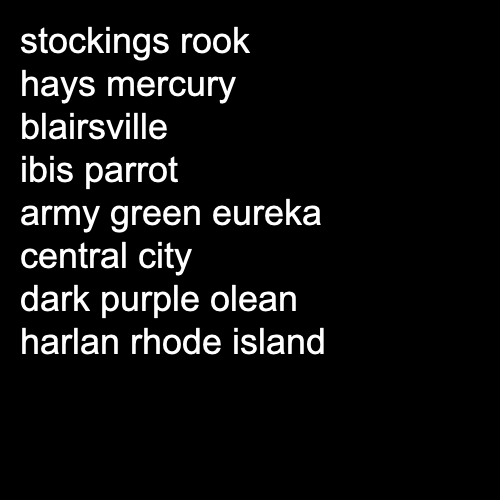 stockings rook
hays mercury
blairsville
ibis parrot
army green eureka
central city
dark purple olean
harlan rhode island